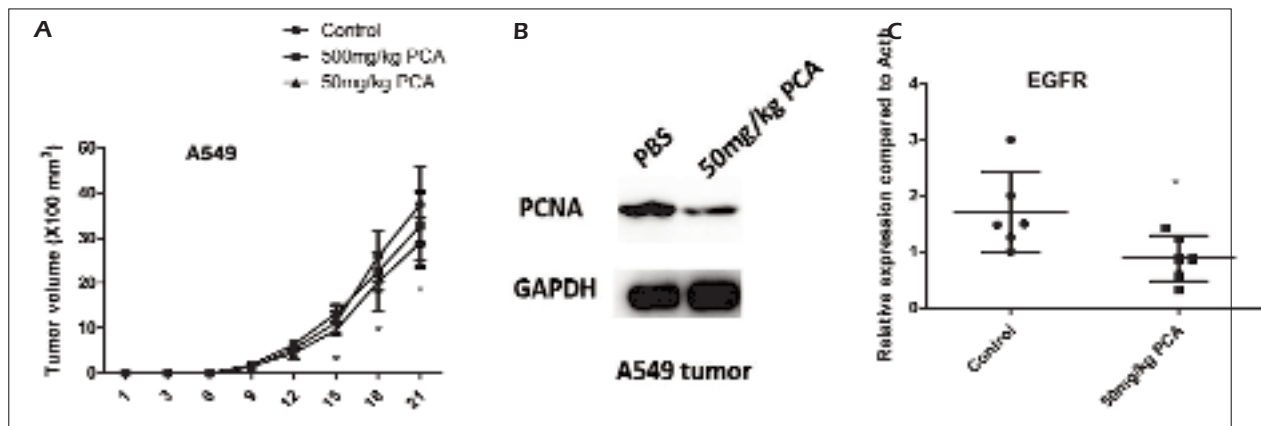 A
Control
500mg/kg PCA
50mg/kg PCA
A549
Tumor volume (X100 mm³)
50
40
30
20
10
0
1
3
6
9
12
15
18
21
B
PBS
50mg/kg PCA
PCNA
GAPDH
A549 tumor
C
EGFR
Relative expression compared to Actb
4
3
2
1
0
Control
50mg/kg PCA